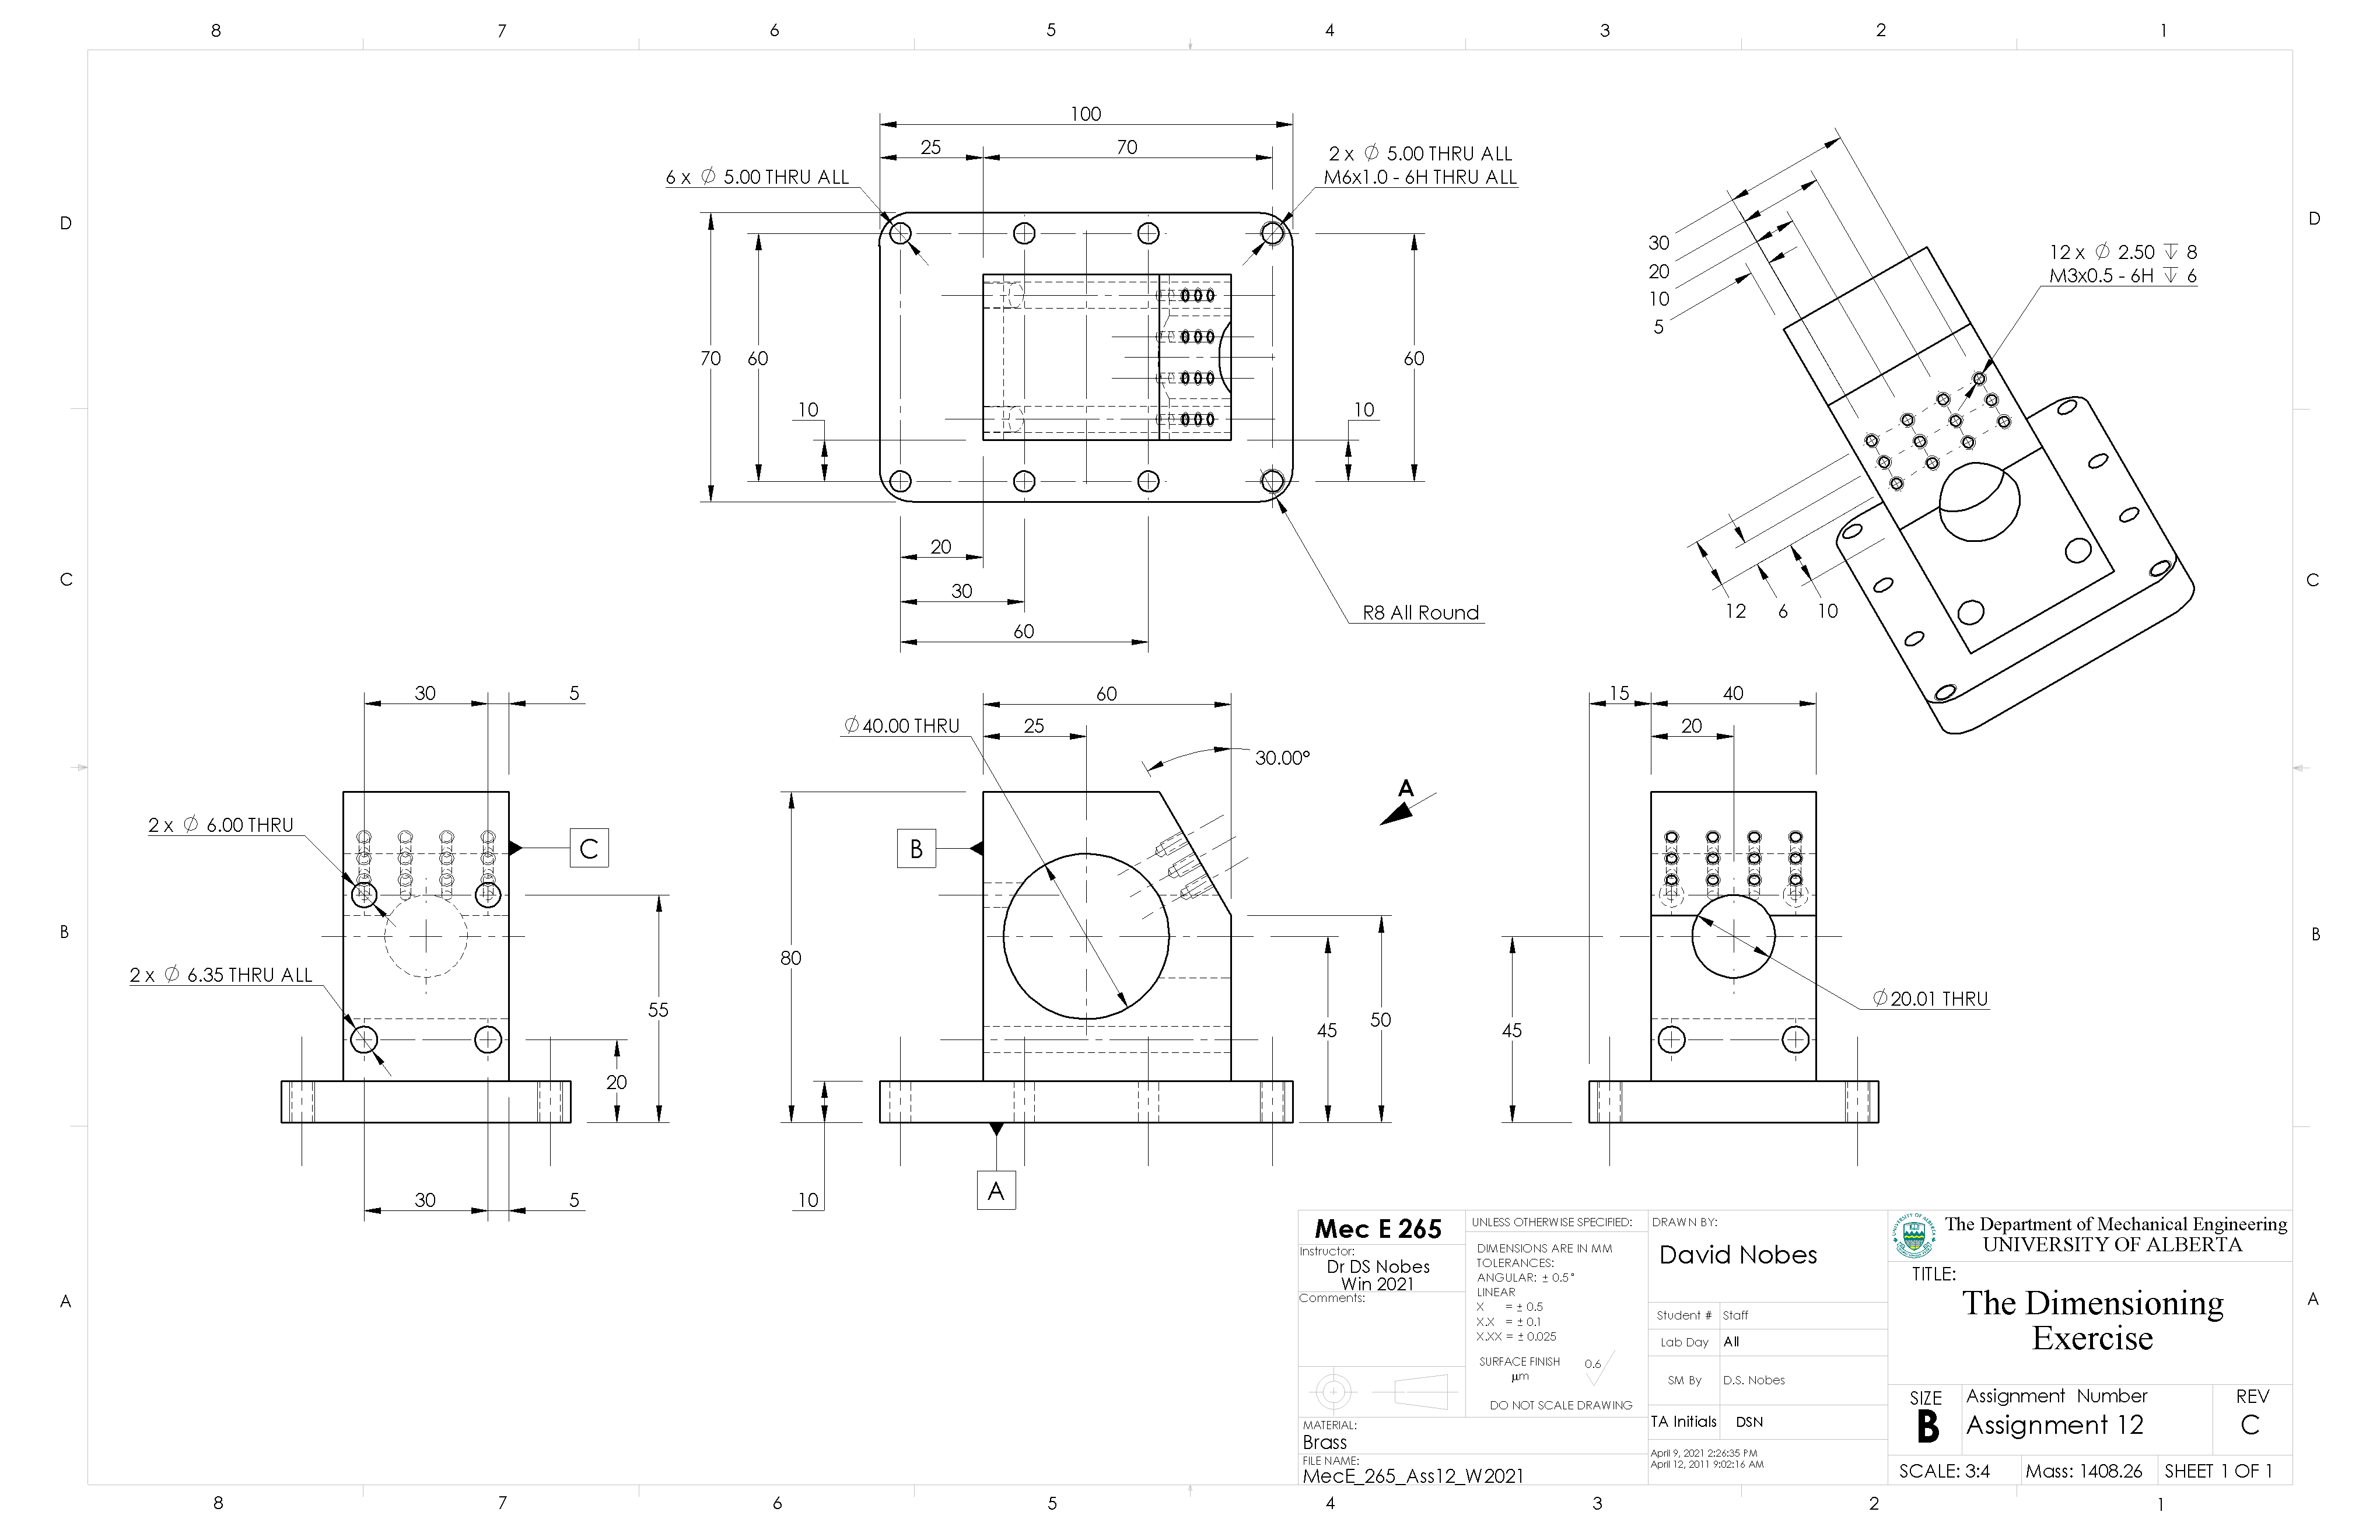 8 7 6 5 4 3 2 1
D
D
C
C
B
B
A
A
100
25
70
6 x ∅ 5.00 THRU ALL
2 x ∅ 5.00 THRU ALL
M6x1.0 - 6H THRU ALL
70
60
10
60
10
20
30
60
R8 All Round
30
20
10
5
12 x ∅ 2.50 ↧ 8
M3x0.5 - 6H ↧ 6
12
6
10
30
5
2 x ∅ 6.00 THRU
C
2 x ∅ 6.35 THRU ALL
55
20
30
5
60
∅40.00 THRU
25
30.00°
A
B
80
45
50
10
A
15
40
20
45
∅20.01 THRU
Mec E 265
Instructor:
Dr DS Nobes
Win 2021
Comments:
UNLESS OTHERWISE SPECIFIED:
DIMENSIONS ARE IN MM
TOLERANCES:
ANGULAR: ± 0.5°
LINEAR
X = ± 0.5
X.X = ± 0.1
X.XX = ± 0.025
SURFACE FINISH 0.6
µm
DO NOT SCALE DRAWING
MATERIAL:
Brass
FILE NAME:
MecE_265_Ass12_W2021
DRAWN BY:
David Nobes
Student # Staff
Lab Day All
SM By D.S. Nobes
TA Initials DSN
April 9, 2021 2:26:35 PM
April 12, 2011 9:02:16 AM
UNIVERSITY OF ALBERTA
The Department of Mechanical Engineering
UNIVERSITY OF ALBERTA
TITLE:
The Dimensioning
Exercise
SIZE
B
Assignment Number
Assignment 12
REV
C
SCALE: 3:4
Mass: 1408.26
SHEET 1 OF 1
8 7 6 5 4 3 2 1